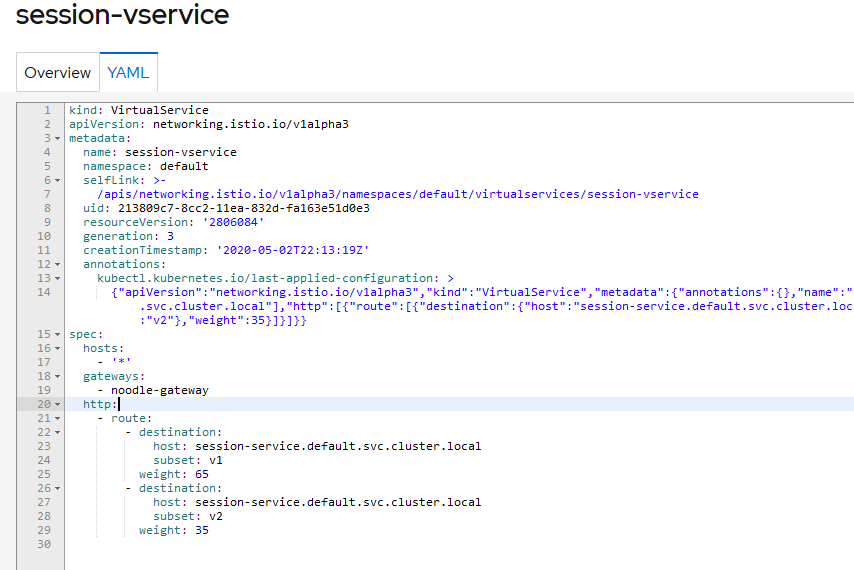 session-vservice
Overview YAML
1 kind: VirtualService
2 apiVersion: networking.istio.io/v1alpha3
3 metadata:
4 name: session-vservice
5 namespace: default
6 selfLink: >-
7 /apis/networking.istio.io/v1alpha3/namespaces/default/virtualservices/session-vservice
8 uid: 213809c7-8cc2-11ea-832d-fa163e51d0e3
9 resourceVersion: '2806084'
10 generation: 3
11 creationTimestamp: '2020-05-02T22:13:19Z'
12 annotations:
13 kubectl.kubernetes.io/last-applied-configuration: >
14 {"apiVersion":"networking.istio.io/v1alpha3","kind":"VirtualService","metadata":{"annotations":{},"name":"
.svc.cluster.local"],"http":[{"route":[{"destination":{"host":"session-service.default.svc.cluster.loc
:"v2"},"weight":35}]}]}}
15 spec:
16 hosts:
17 - '*'
18 gateways:
19 - noodle-gateway
20 http:
21 - route:
22 - destination:
23 host: session-service.default.svc.cluster.local
24 subset: v1
25 weight: 65
26 - destination:
27 host: session-service.default.svc.cluster.local
28 subset: v2
29 weight: 35
30